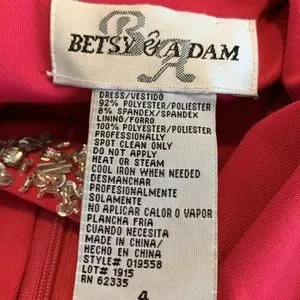 BETSY & ADAM
B A
DRESS/VESTIDO
92% POLYESTER/POLIESTER
8% SPANDEX/SPANDEX
LINING/FORRO
100% POLYESTER/POLIESTER
PROFESSIONALLY
SPOT CLEAN ONLY
DO NOT APPLY
HEAT OR STEAM
COOL IRON WHEN NEEDED
DESMANCHAR
PROFESIONALMENTE
SOLAMENTE
NO APLICAR CALOR O VAPOR
PLANCHA FRIA
CUANDO NECESITA
MADE IN CHINA/
HECHO EN CHINA
STYLE# 019558
LOT# 1915
RN 62335
4